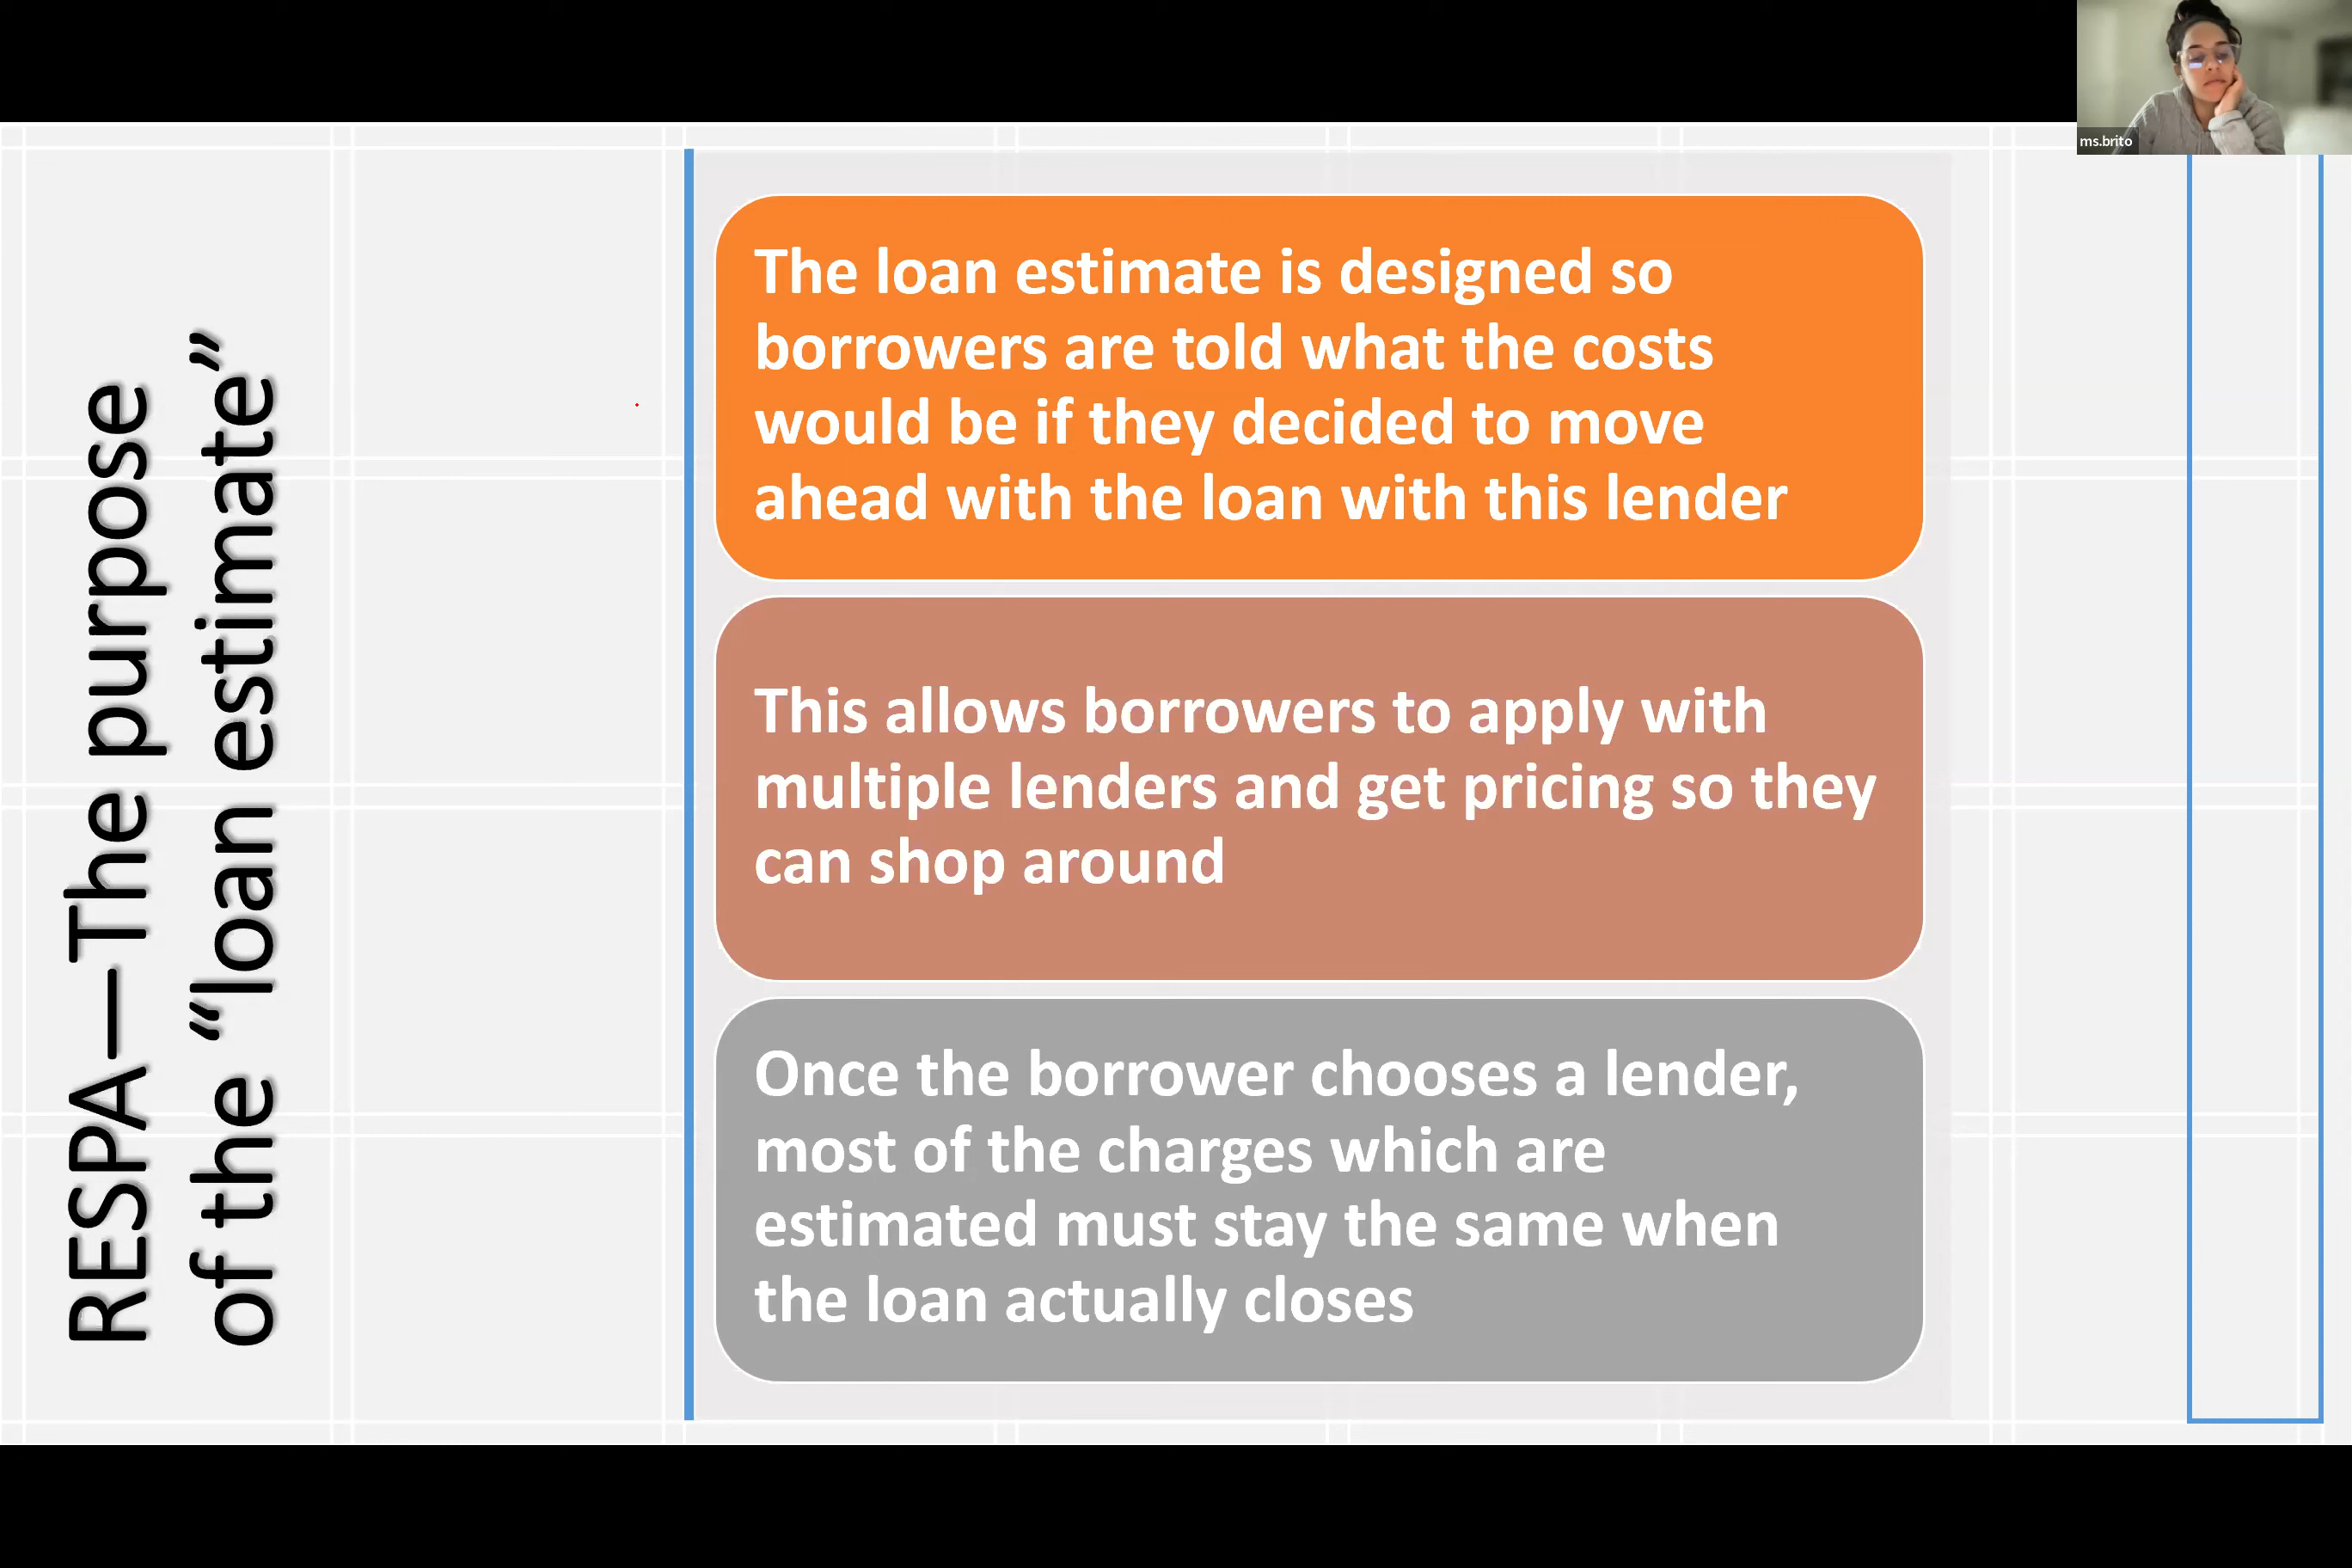 RESPA—The purpose
of the “loan estimate”
The loan estimate is designed so
borrowers are told what the costs
would be if they decided to move
ahead with the loan with this lender
This allows borrowers to apply with
multiple lenders and get pricing so they
can shop around
Once the borrower chooses a lender,
most of the charges which are
estimated must stay the same when
the loan actually closes
ms.brito